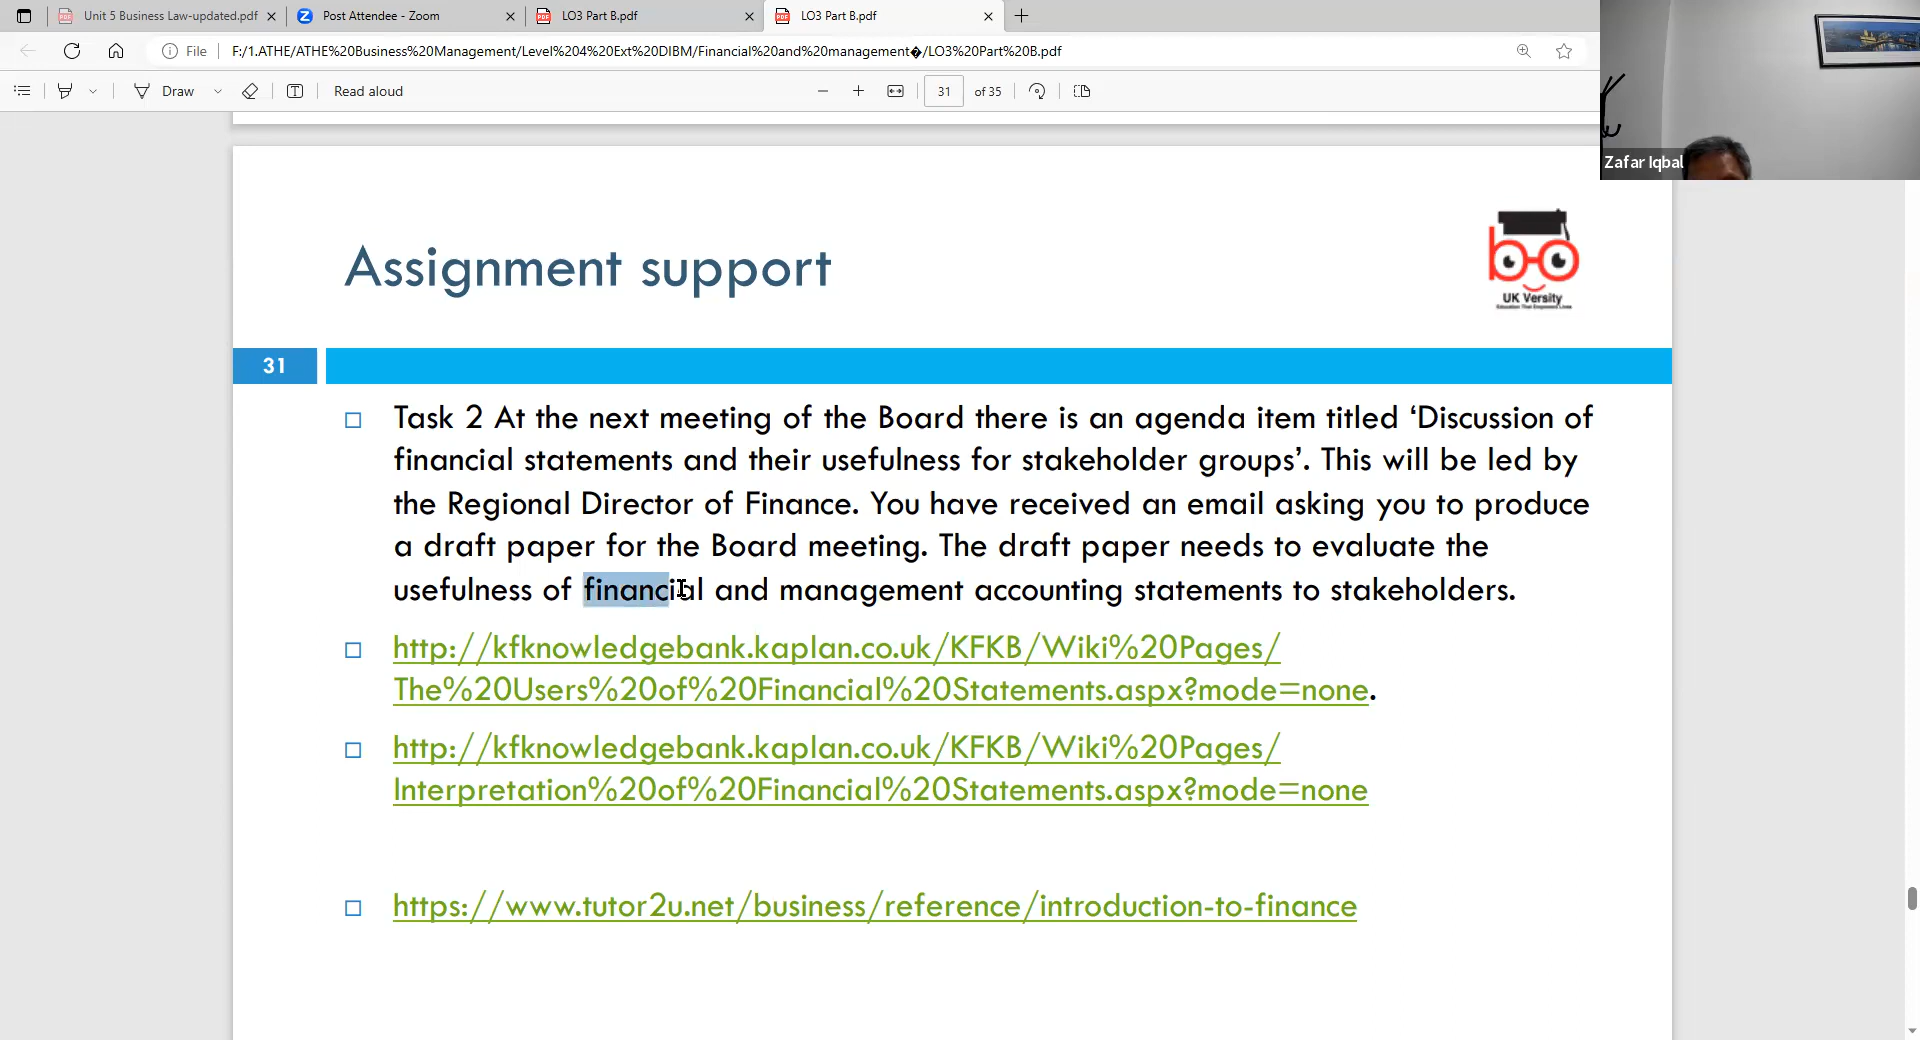 Unit 5 Business Law-updated.pdf
Post Attendee - Zoom
LO3 Part B.pdf
LO3 Part B.pdf
File
F:/1.ATHE/ATHE%20Business%20Management/Level%204%20Ext%20DIBM/Financial%20and%20management�/LO3%20Part%20B.pdf
Draw
Read aloud
31
of 35
Zafar Iqbal
Assignment support
UK Versity
Education That Empowers Lives
31
Task 2 At the next meeting of the Board there is an agenda item titled ‘Discussion of
financial statements and their usefulness for stakeholder groups’. This will be led by
the Regional Director of Finance. You have received an email asking you to produce
a draft paper for the Board meeting. The draft paper needs to evaluate the
usefulness of financial and management accounting statements to stakeholders.
http://kfknowledgebank.kaplan.co.uk/KFKB/Wiki%20Pages/
The%20Users%20of%20Financial%20Statements.aspx?mode=none.
http://kfknowledgebank.kaplan.co.uk/KFKB/Wiki%20Pages/
Interpretation%20of%20Financial%20Statements.aspx?mode=none
https://www.tutor2u.net/business/reference/introduction-to-finance